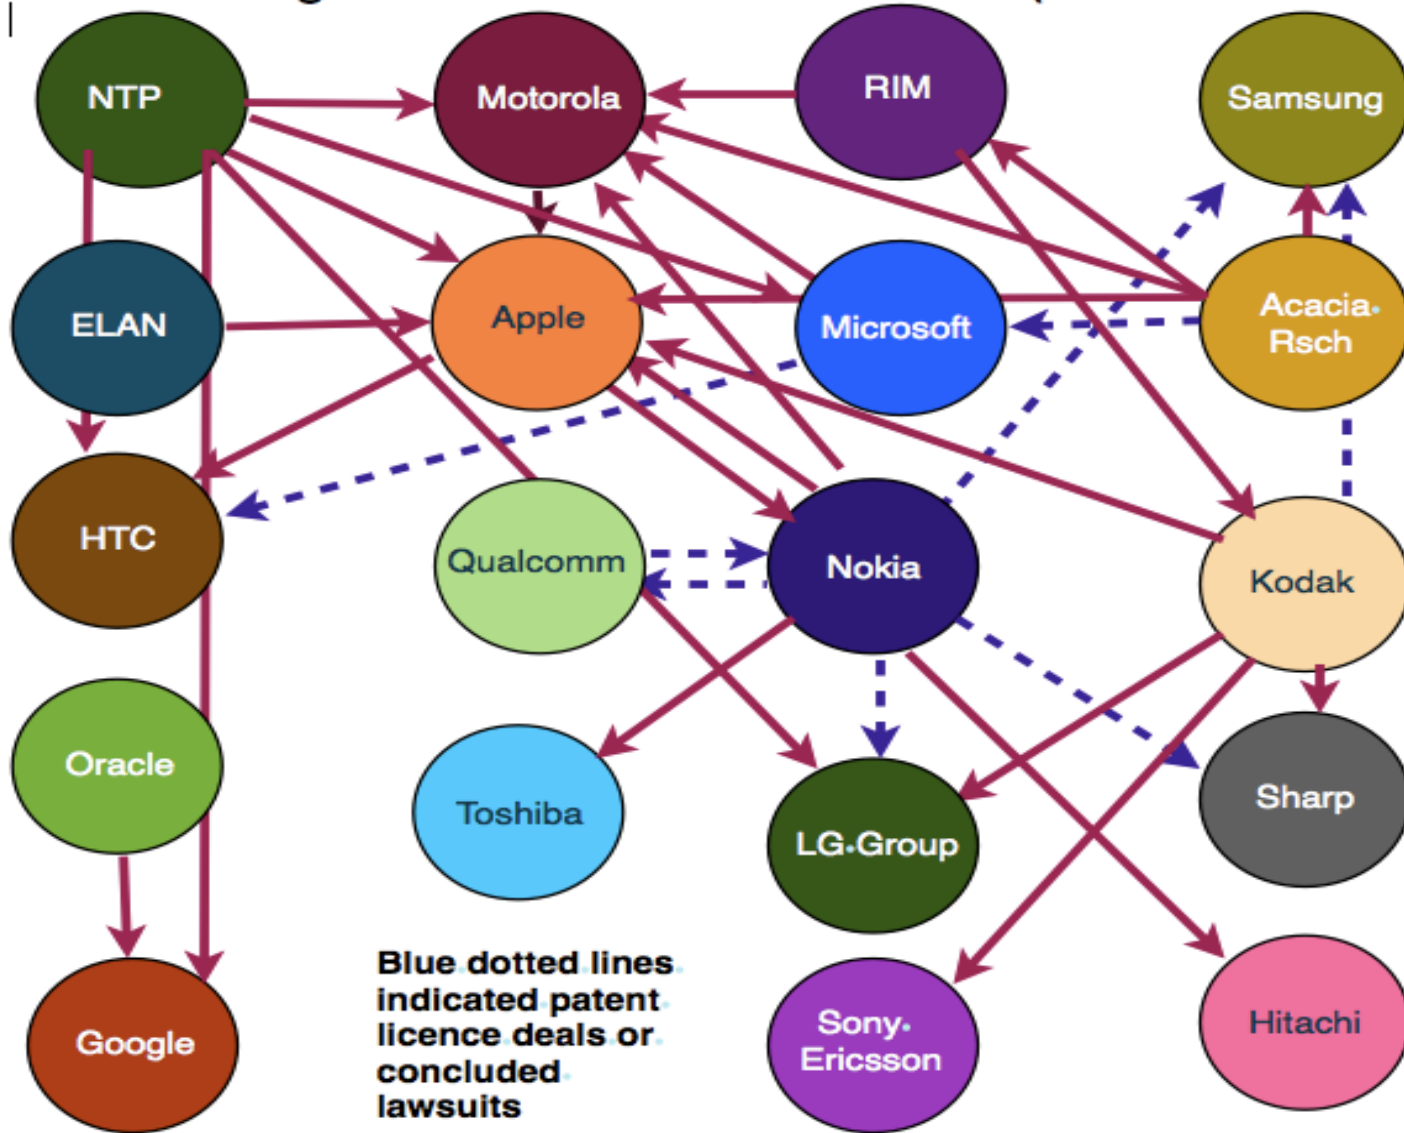 NTP
Motorola
RIM
Samsung
ELAN
Apple
Microsoft
Acacia
Rsch
HTC
Qualcomm
Nokia
Kodak
Oracle
Toshiba
LG Group
Sharp
Blue dotted lines
indicated patent
licence deals or
concluded
lawsuits
Google
Sony
Ericsson
Hitachi